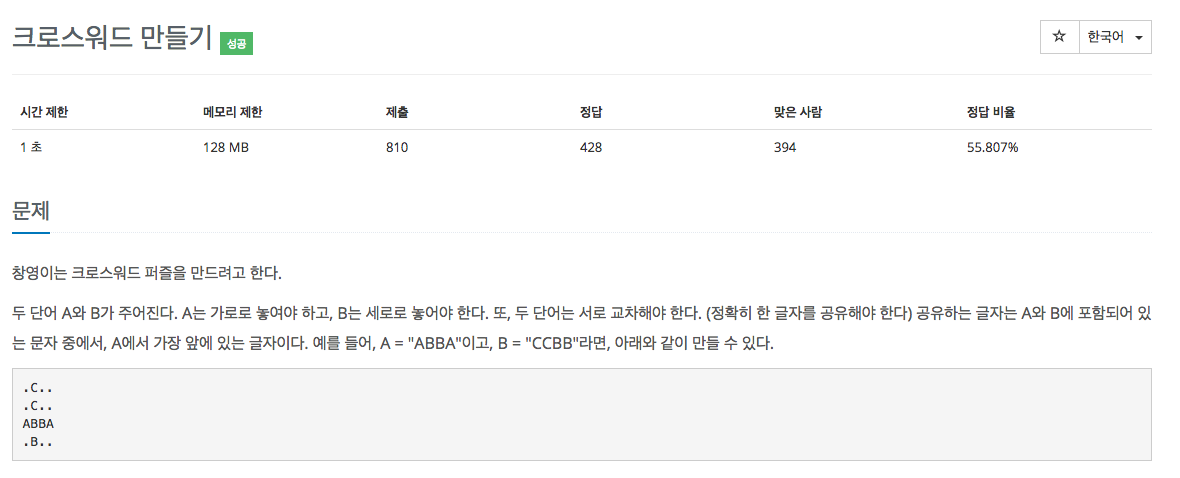 크로스워드 만들기 성공
☆ 한국어
시간 제한 메모리 제한 제출 정답 맞은 사람 정답 비율
1 초 128 MB 810 428 394 55.807%
문제
창영이는 크로스워드 퍼즐을 만드려고 한다.
두 단어 A와 B가 주어진다. A는 가로로 놓여야 하고, B는 세로로 놓어야 한다. 또, 두 단어는 서로 교차해야 한다. (정확히 한 글자를 공유해야 한다) 공유하는 글자는 A와 B에 포함되어 있
는 문자 중에서, A에서 가장 앞에 있는 글자이다. 예를 들어, A = "ABBA"이고, B = "CCBB"라면, 아래와 같이 만들 수 있다.
.C..
.C..
ABBA
.B..